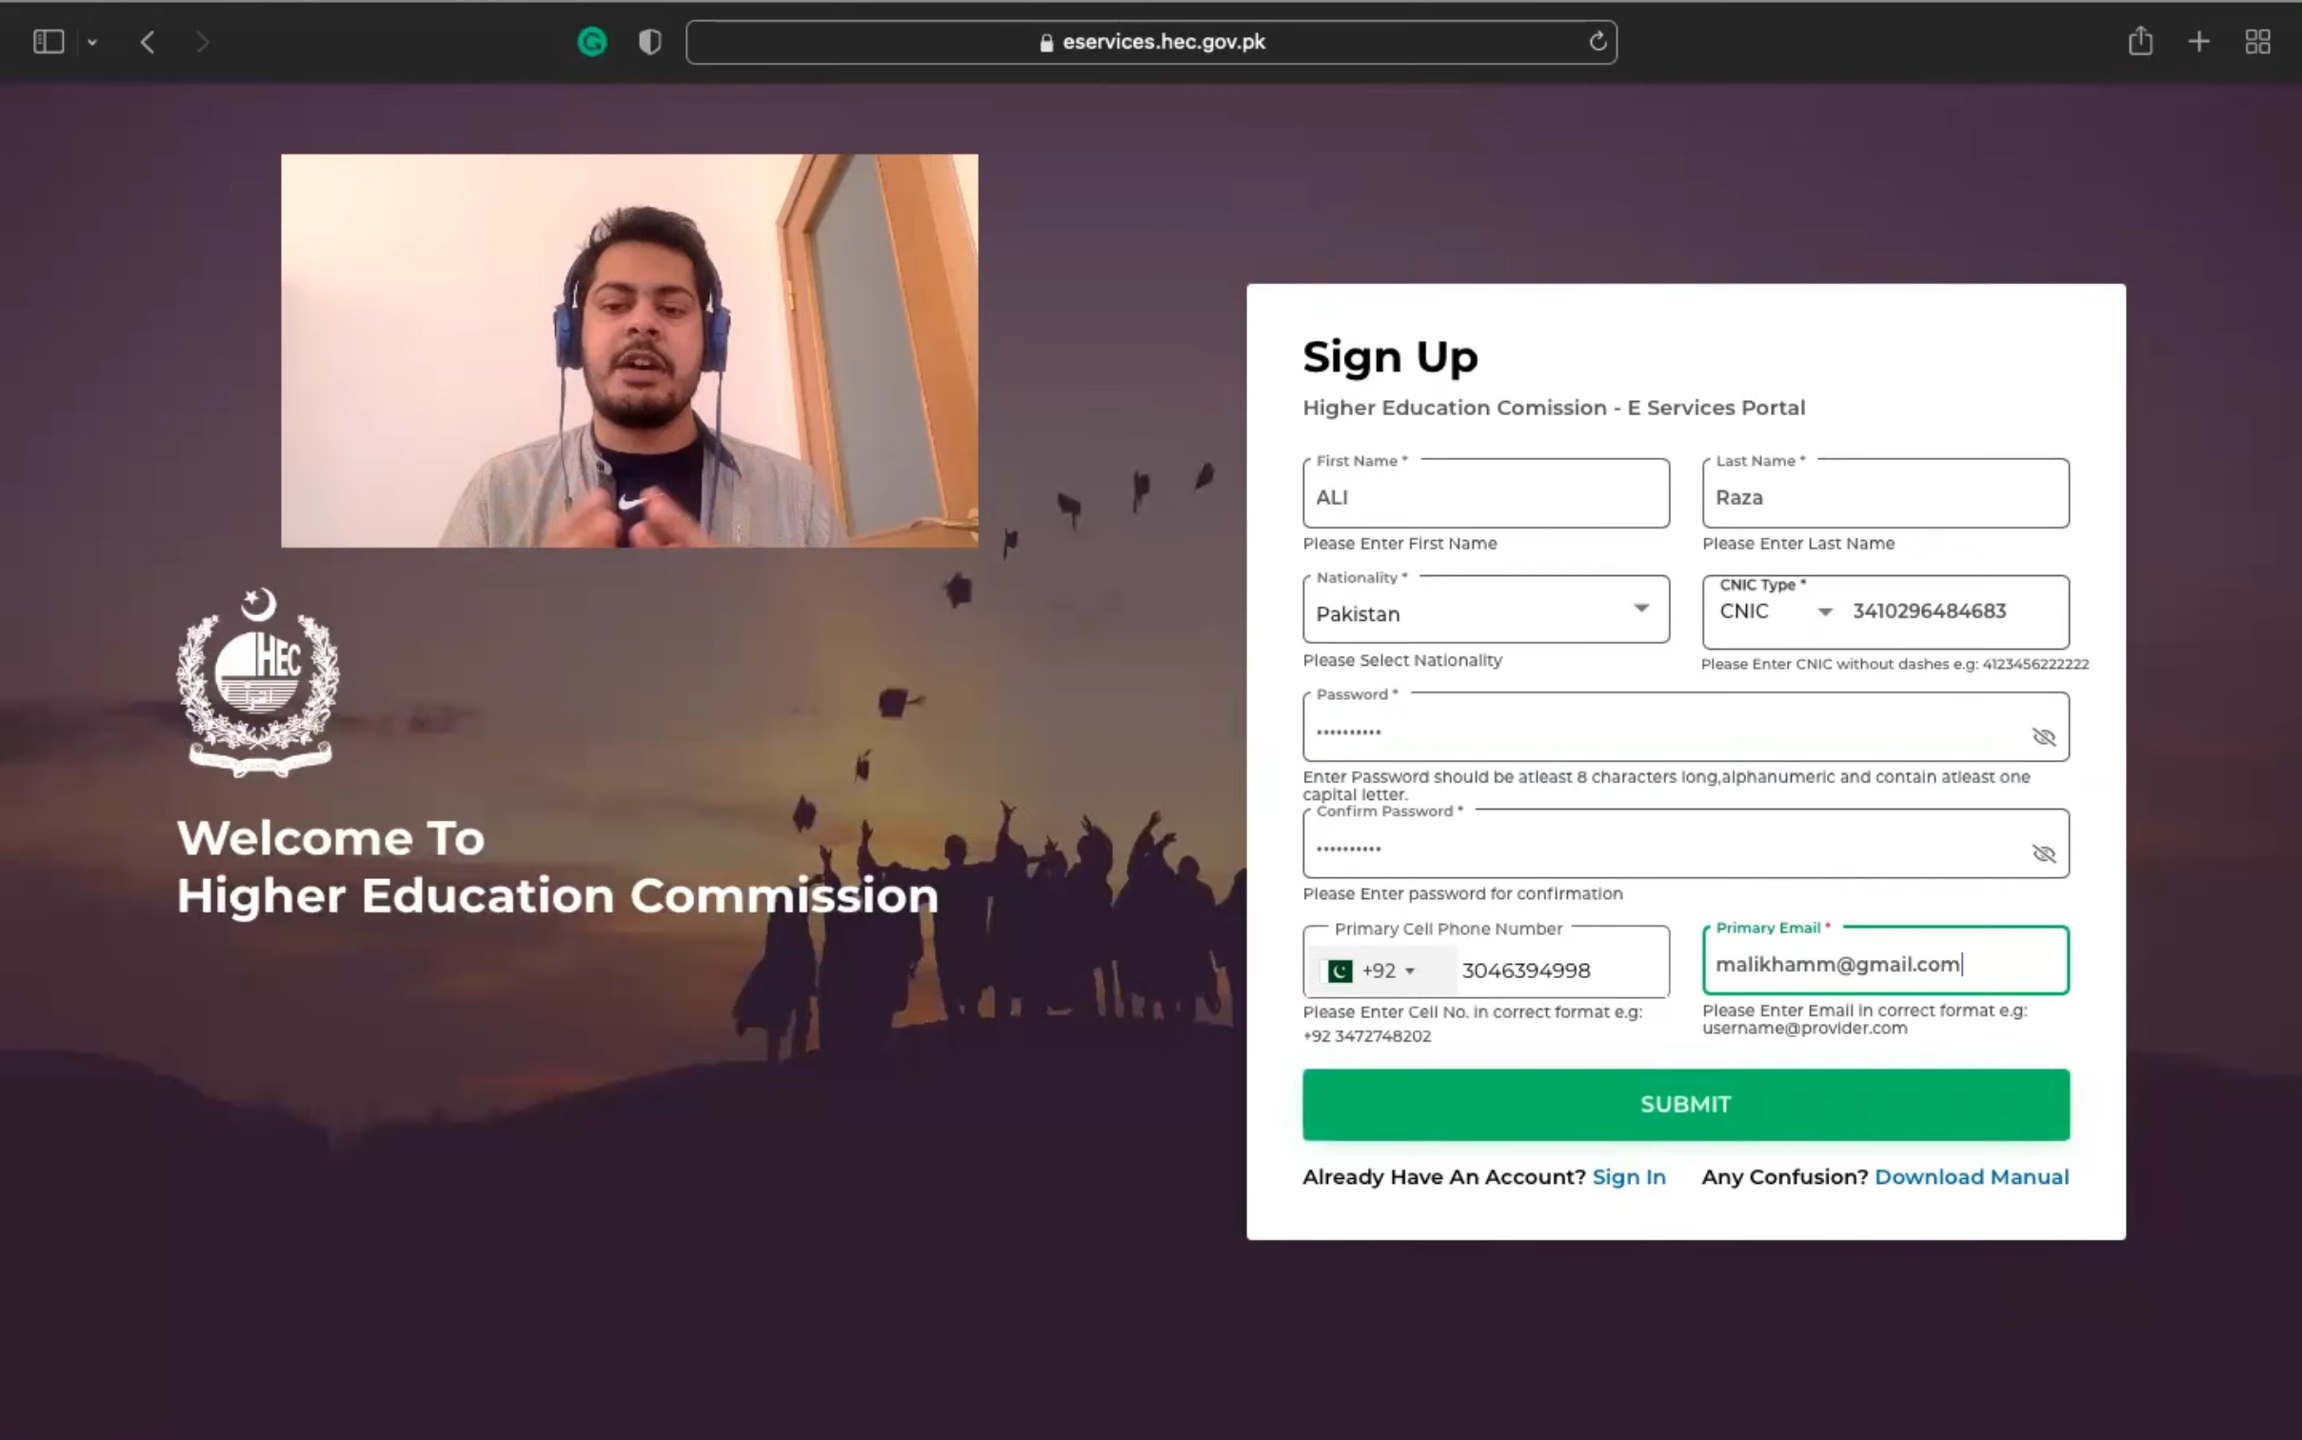 eservices.hec.gov.pk
HEC
Welcome To
Higher Education Commission
Sign Up
Higher Education Comission - E Services Portal
First Name *
ALI
Please Enter First Name
Last Name *
Raza
Please Enter Last Name
Nationality *
Pakistan
Please Select Nationality
CNIC Type *
CNIC 3410296484683
Please Enter CNIC without dashes e.g: 4123456222222
Password *
••••••••••
Enter Password should be atleast 8 characters long,alphanumeric and contain atleast one
capital letter.
Confirm Password *
••••••••••
Please Enter password for confirmation
Primary Cell Phone Number
+92 3046394998
Please Enter Cell No. in correct format e.g:
+92 3472748202
Primary Email *
malikhamm@gmail.com
Please Enter Email in correct format e.g:
username@provider.com
SUBMIT
Already Have An Account? Sign In
Any Confusion? Download Manual